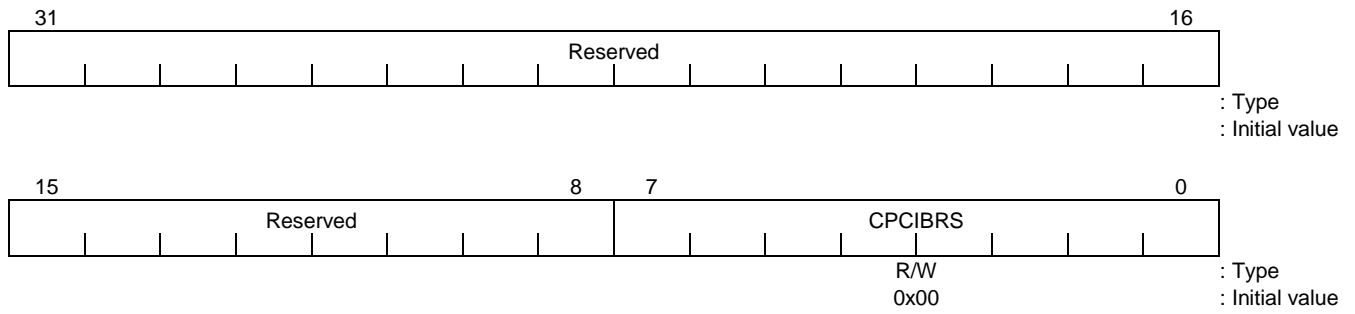 31 16
Reserved
: Type
: Initial value
15 8 7 0
Reserved CPCIBRS
R/W : Type
0x00 : Initial value